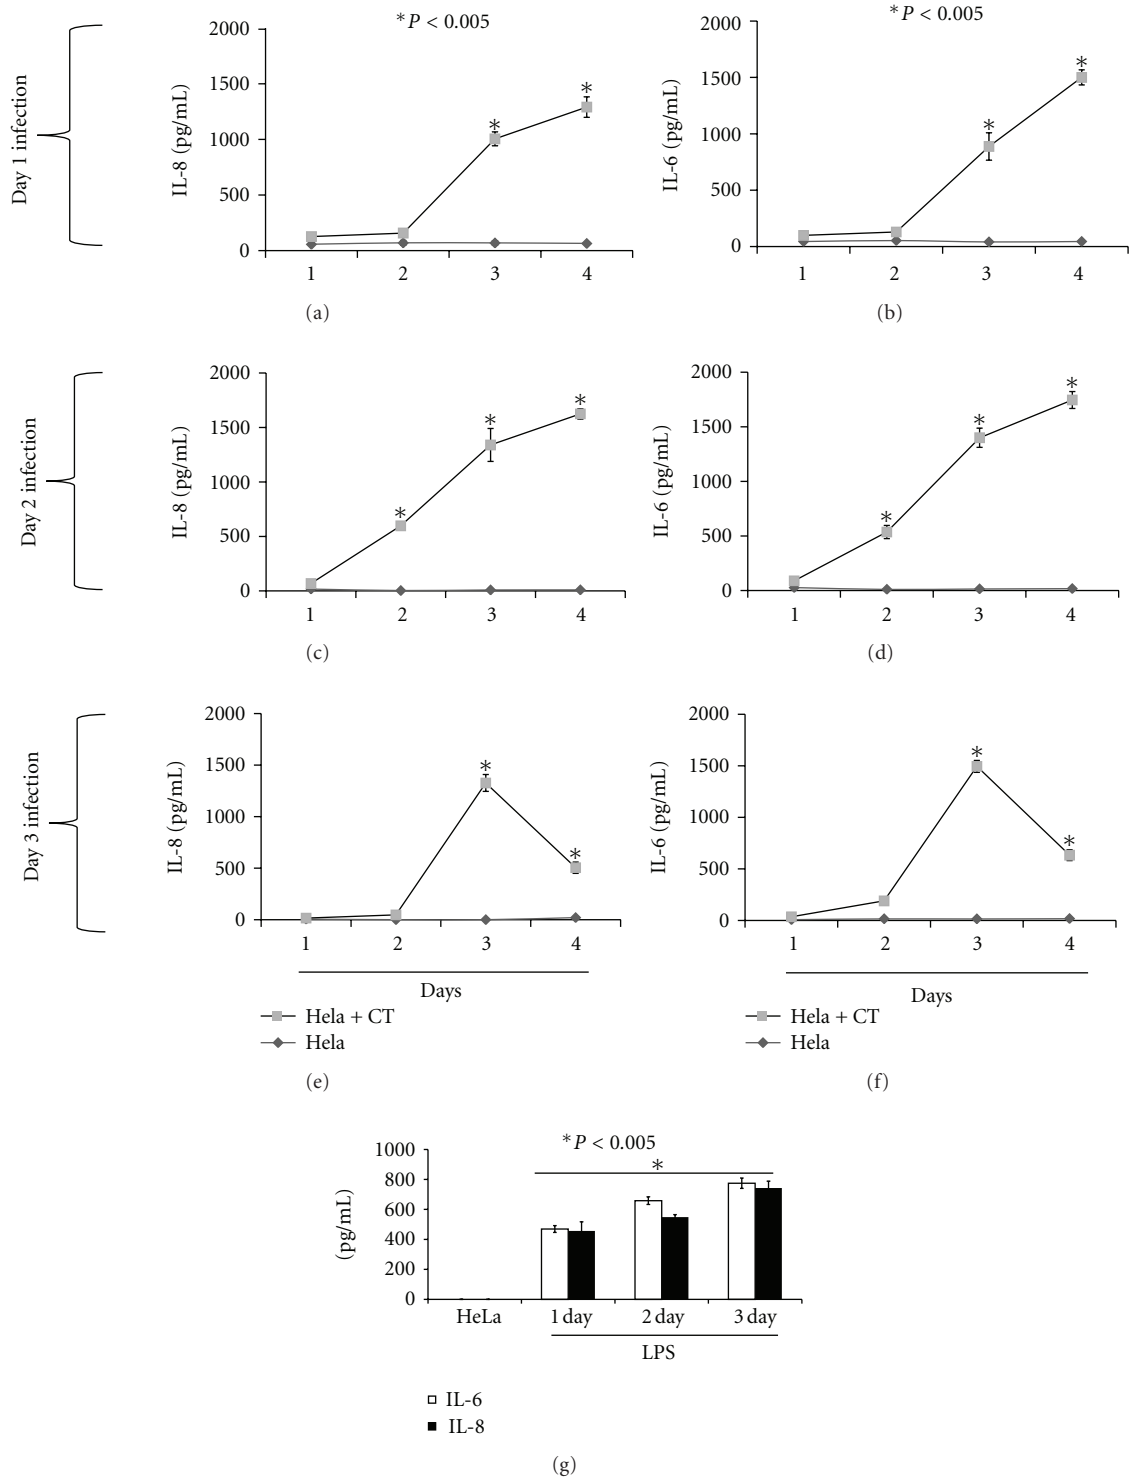 *P < 0.005
*P < 0.005
Day 1 infection
IL-8 (pg/mL)
2000
1500
1000
500
0
*
*
1 2 3 4
(a)
IL-6 (pg/mL)
2000
1500
1000
500
0
*
*
1 2 3 4
(b)
Day 2 infection
IL-8 (pg/mL)
2000
1500
1000
500
0
*
*
*
1 2 3 4
(c)
IL-6 (pg/mL)
2000
1500
1000
500
0
*
*
*
1 2 3 4
(d)
Day 3 infection
IL-8 (pg/mL)
2000
1500
1000
500
0
*
*
1 2 3 4
Days
Hela + CT
Hela
(e)
IL-6 (pg/mL)
2000
1500
1000
500
0
*
*
1 2 3 4
Days
Hela + CT
Hela
(f)
*P < 0.005
*
(pg/mL)
1000
800
600
400
200
0
HeLa 1 day 2 day 3 day
LPS
IL-6
IL-8
(g)